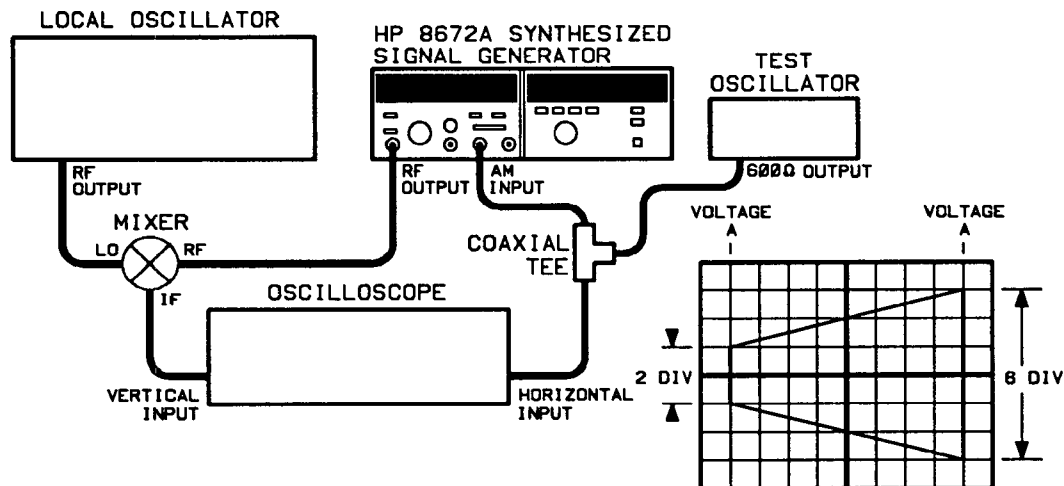 LOCAL OSCILLATOR
HP 8672A SYNTHESIZED
SIGNAL GENERATOR
TEST
OSCILLATOR
RF
OUTPUT
RF
OUTPUT
AM
INPUT
600Ω OUTPUT
MIXER
LO
RF
IF
COAXIAL
TEE
VOLTAGE
A
VOLTAGE
A
OSCILLOSCOPE
2 DIV
6 DIV
VERTICAL
INPUT
HORIZONTAL
INPUT